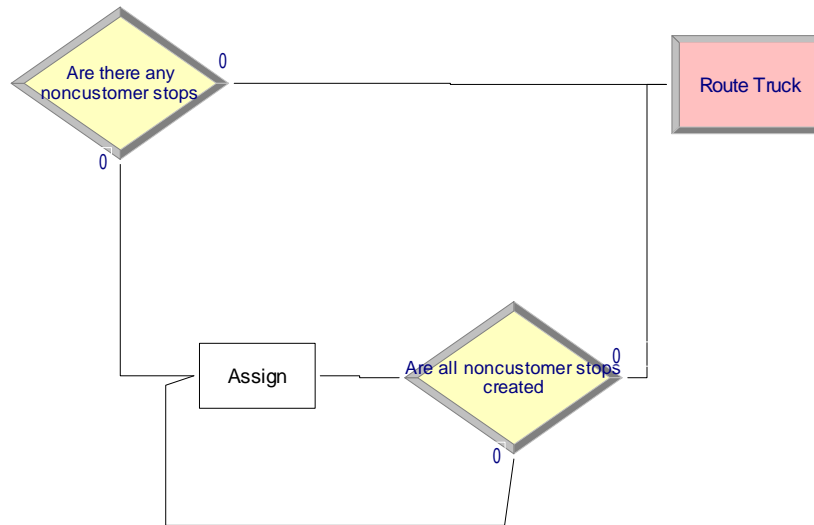 Are there any
noncustomer stops
0
0
Route Truck
Assign
Are all noncustomer stops
created
0
0